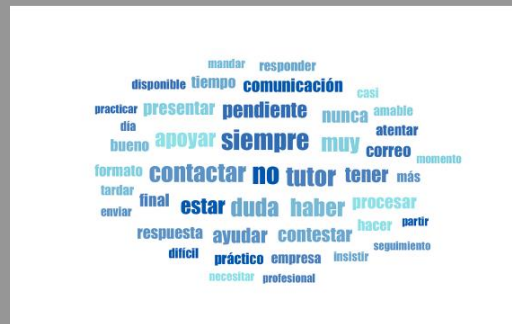 mandar responder
disponible tiempo comunicación casi
practicar presentar pendiente nunca amable
día bueno apoyar siempre muy correo atentar
formato contactar no tutor tener más momento
tardar enviar final estar duda haber procesar
respuesta ayudar contestar hacer partir
difícil práctico empresa insistir seguimiento
necesitar profesional